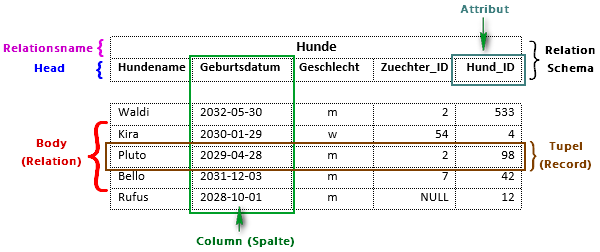 Attribut
Relationsname
Hunde
Relation
Schema
Head
Hundename Geburtsdatum Geschlecht Zuechter_ID Hund_ID
Waldi 2032-05-30 m 2 533
Kira 2030-01-29 w 54 4
Body
(Relation)
Pluto 2029-04-28 m 2 98
Tupel
(Record)
Bello 2031-12-03 m 7 42
Rufus 2028-10-01 m NULL 12
Column (Spalte)